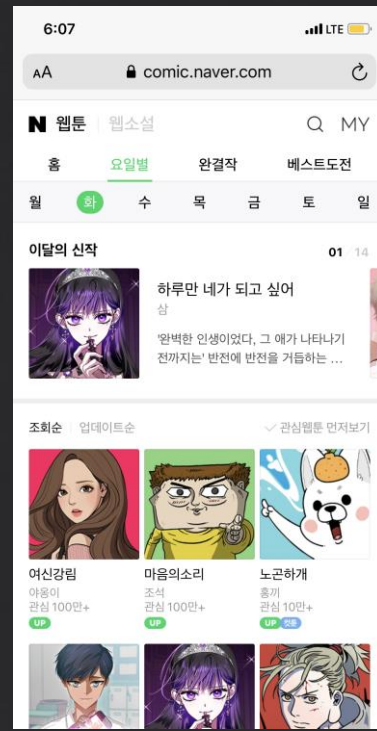 6:07 LTE
AA comic.naver.com
N 웹툰 웹소설 MY
홈 요일별 완결작 베스트도전
월 화 수 목 금 토 일
이달의 신작 01 14
하루만 네가 되고 싶어
삼
'완벽한 인생이었다, 그 애가 나타나기
전까지는' 반전에 반전을 거듭하는 ...
조회순 업데이트순 관심웹툰 먼저보기
여신강림 마음의소리 노곤하개
야옹이 조석 홍끼
관심 100만+ 관심 100만+ 관심 10만+
UP UP UP 컷툰